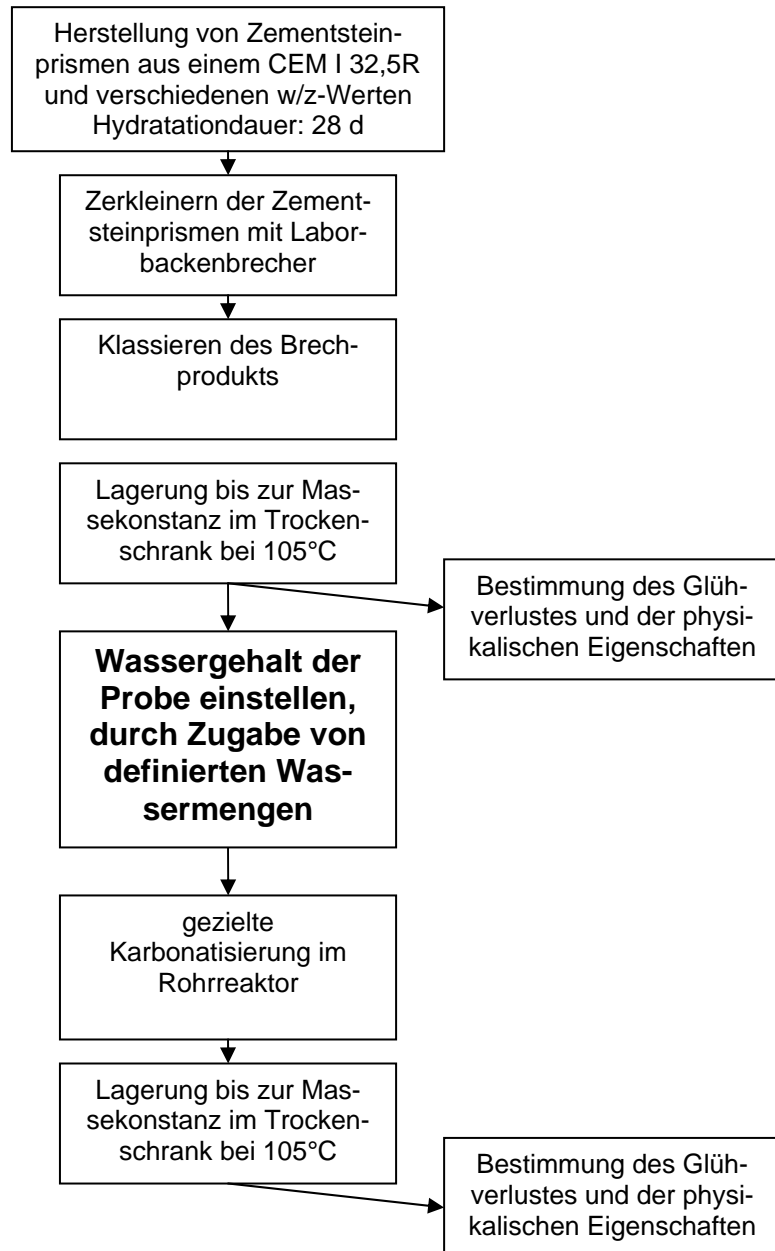 Herstellung von Zementstein-
prismen aus einem CEM I 32,5R
und verschiedenen w/z-Werten
Hydratationdauer: 28 d
Zerkleinern der Zement-
steinprismen mit Labor-
backenbrecher
Klassieren des Brech-
produkts
Lagerung bis zur Mas-
sekonstanz im Trocken-
schrank bei 105°C
Bestimmung des Glüh-
verlustes und der physi-
kalischen Eigenschaften
Wassergehalt der
Probe einstellen,
durch Zugabe von
definierten Was-
sermengen
gezielte
Karbonatisierung im
Rohrreaktor
Lagerung bis zur Mas-
sekonstanz im Trocken-
schrank bei 105°C
Bestimmung des Glüh-
verlustes und der physi-
kalischen Eigenschaften